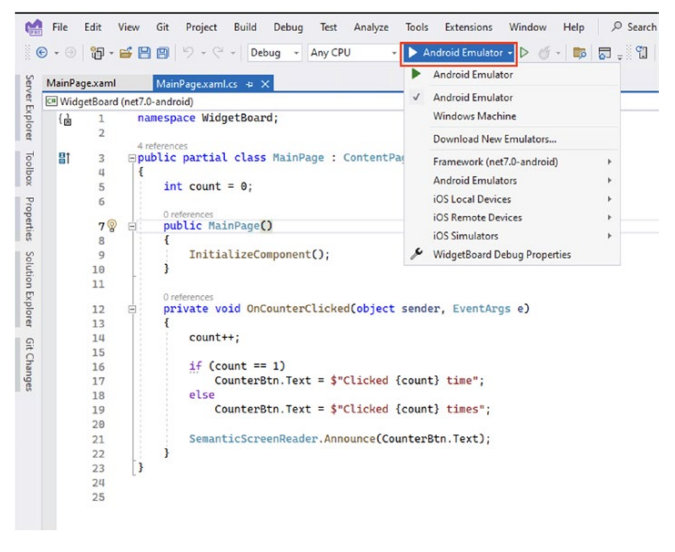 File Edit View Git Project Build Debug Test Analyze Tools Extensions Window Help Search
Debug Any CPU Android Emulator
MainPage.xaml MainPage.xaml.cs
WidgetBoard (net7.0-android)
Server Explorer
Toolbox
Properties
Solution Explorer
Git Changes
Android Emulator
Android Emulator
Windows Machine
Download New Emulators...
Framework (net7.0-android)
Android Emulators
iOS Local Devices
iOS Remote Devices
iOS Simulators
WidgetBoard Debug Properties
1 namespace WidgetBoard;
2
4 references
3 public partial class MainPage : ContentPa
4 {
5 int count = 0;
6
0 references
7 public MainPage()
8 {
9 InitializeComponent();
10 }
11
0 references
12 private void OnCounterClicked(object sender, EventArgs e)
13 {
14 count++;
15
16 if (count == 1)
17 CounterBtn.Text = $"Clicked {count} time";
18 else
19 CounterBtn.Text = $"Clicked {count} times";
20
21 SemanticScreenReader.Announce(CounterBtn.Text);
22 }
23 }
24
25